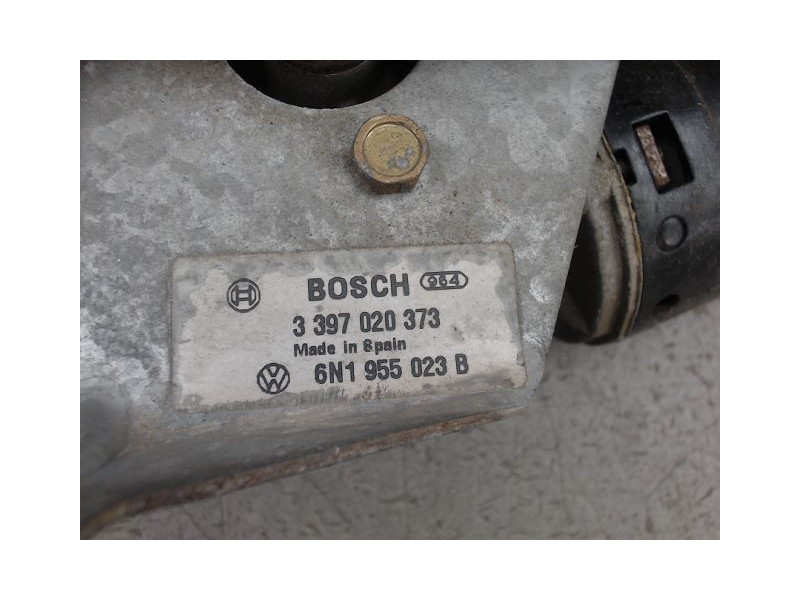 BOSCH 964
3 397 020 373
Made in Spain
6N1 955 023 B